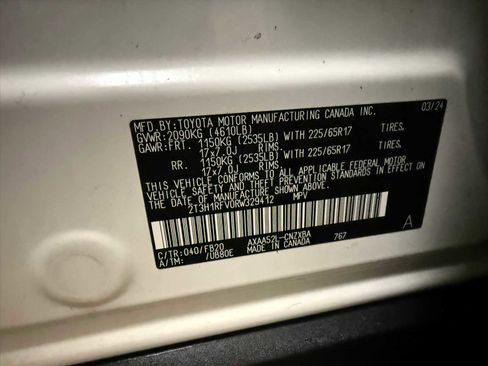 MFD. BY: TOYOTA MOTOR MANUFACTURING CANADA INC. 03/24
GVWR: 2090KG (4610LB)
GAWR: FRT. 1150KG (2535LB) WITH 225/65R17 TIRES.
17x7.0J RIMS.
RR. 1150KG (2535LB) WITH 225/65R17 TIRES.
17x7.0J RIMS.
THIS VEHICLE CONFORMS TO ALL APPLICABLE FEDERAL MOTOR
VEHICLE SAFETY AND THEFT PREVENTION STANDARDS IN EFFECT
ON THE DATE OF MANUFACTURE SHOWN ABOVE.
2T3H1RFV0RW329412 MPV
C/TR: 040/FB20 AXAA52L-CNZXBA 767 A
A/TM: /UB80E MADE IN CANADA